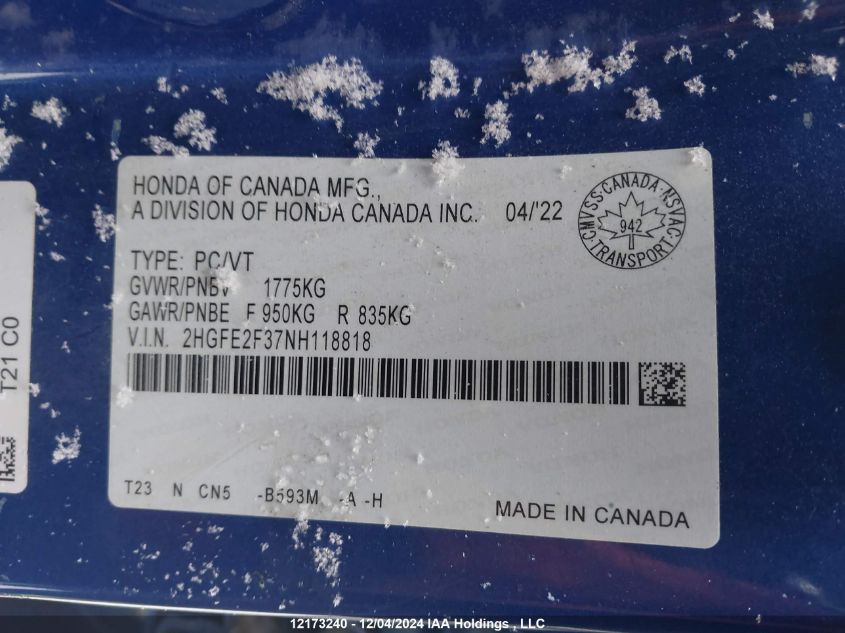 HONDA OF CANADA MFG.,
A DIVISION OF HONDA CANADA INC. 04/'22
CMVSS·CANADA·NSVAC·TRANSPORT
942
TYPE: PC/VT
GVWR/PNBV 1775KG
GAWR/PNBE F 950KG R 835KG
V.I.N. 2HGFE2F37NH118818
T23 N CN5 -B593M -A -H
MADE IN CANADA
T21 C0
12173240 - 12/04/2024 IAA Holdings , LLC